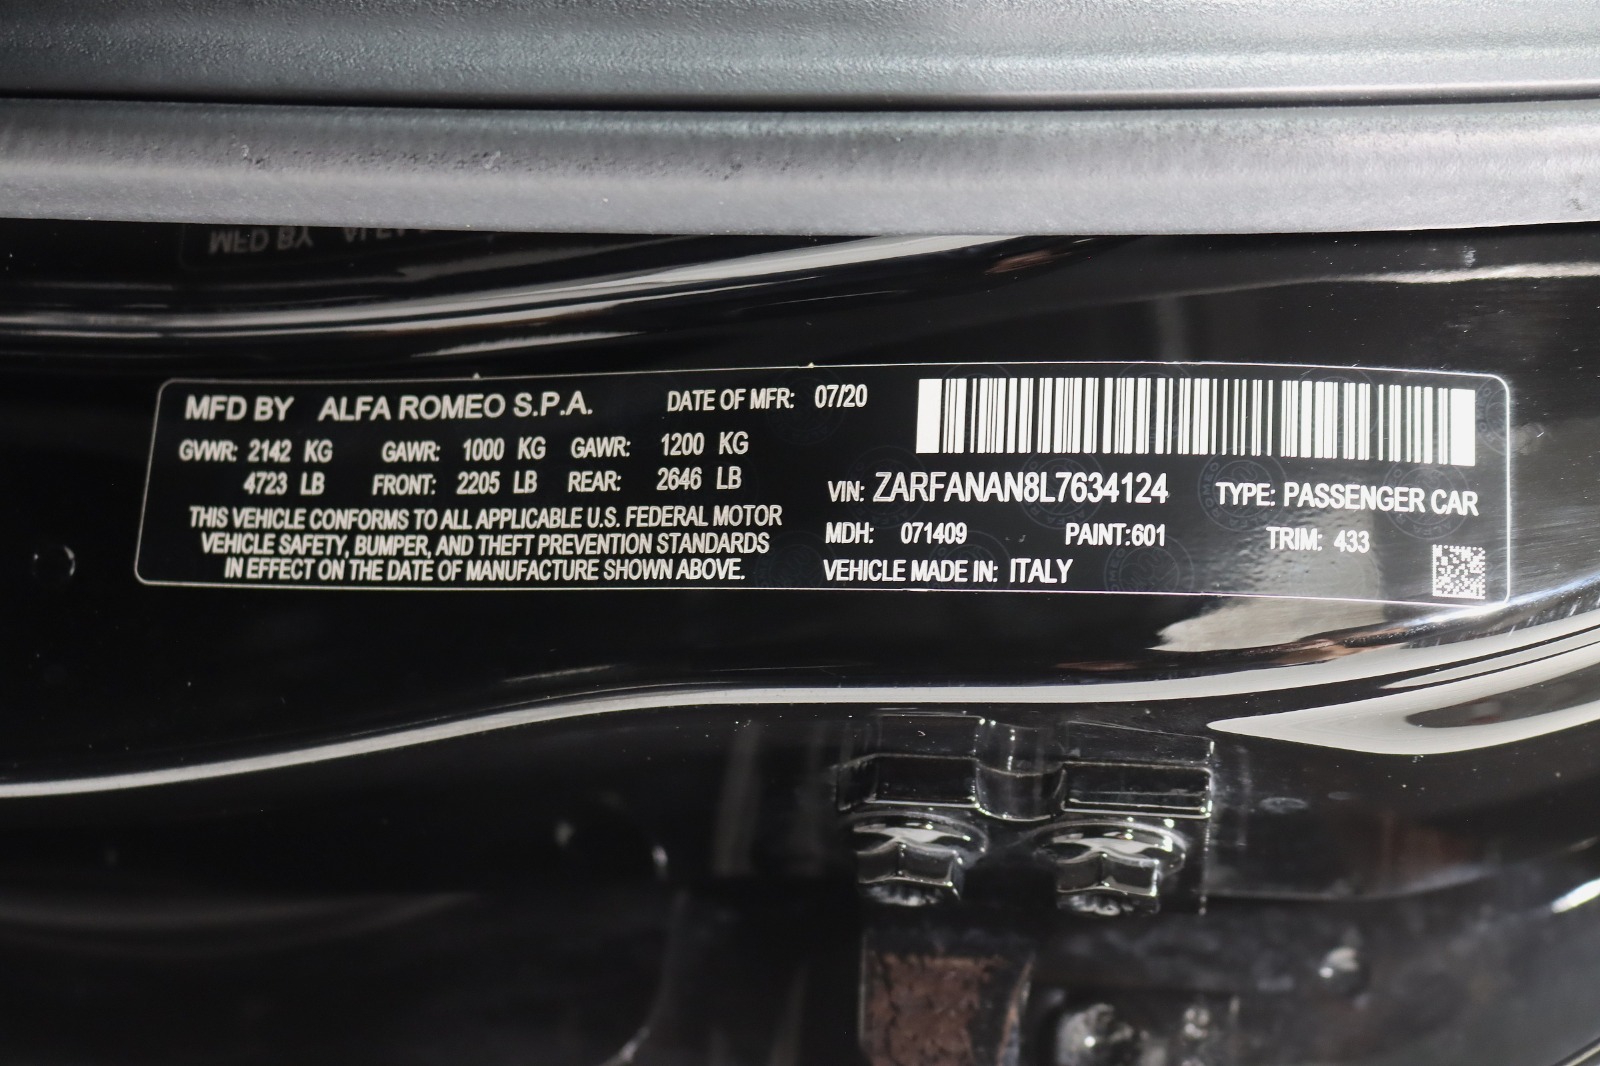 MFD BY ALFA ROMEO S.P.A. DATE OF MFR: 07/20
GVWR: 2142 KG GAWR: 1000 KG GAWR: 1200 KG
4723 LB FRONT: 2205 LB REAR: 2646 LB
THIS VEHICLE CONFORMS TO ALL APPLICABLE U.S. FEDERAL MOTOR
VEHICLE SAFETY, BUMPER, AND THEFT PREVENTION STANDARDS
IN EFFECT ON THE DATE OF MANUFACTURE SHOWN ABOVE.
VIN: ZARFANAN8L7634124 TYPE: PASSENGER CAR
MDH: 071409 PAINT:601 TRIM: 433
VEHICLE MADE IN: ITALY